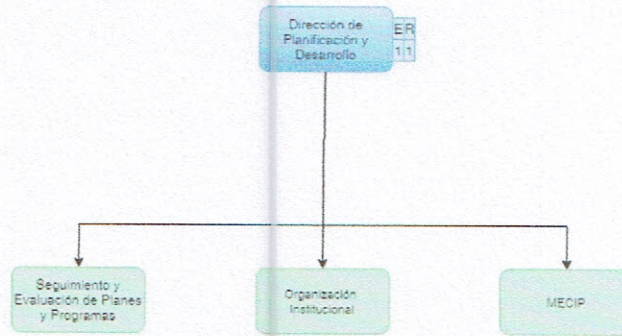 Dirección de
Planificación y
Desarrollo
E R
1 1
Seguimiento y
Evaluación de Planes
y Programas
Organización
Institucional
MECIP